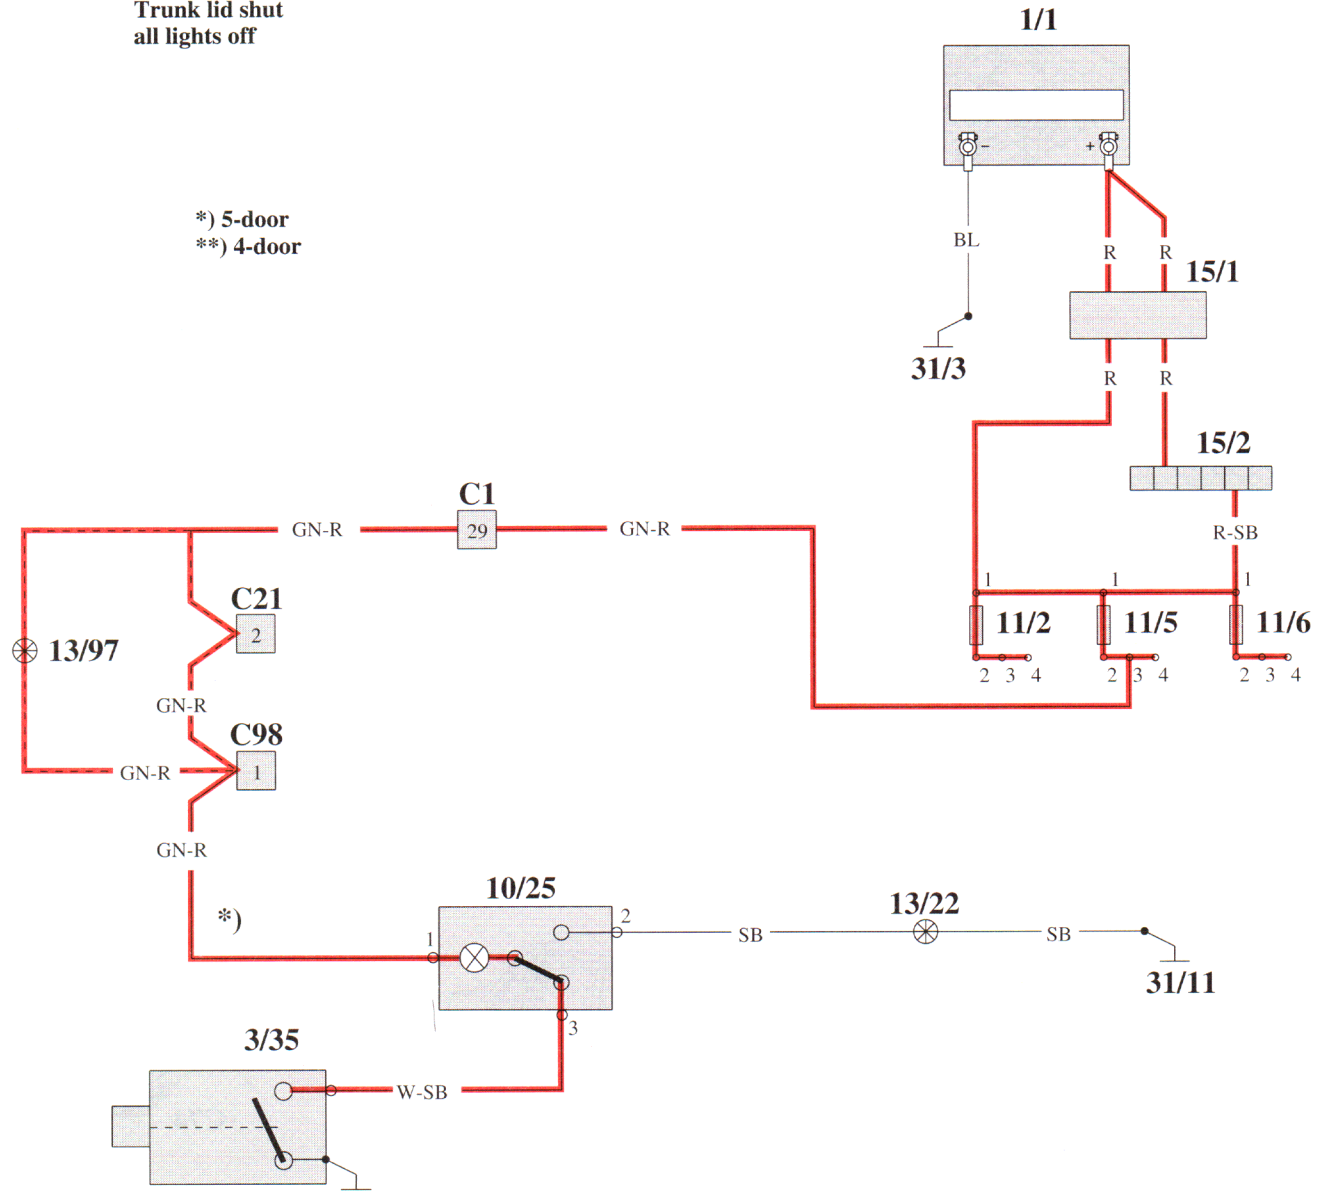 Trunk lid shut
all lights off
1/1
*) 5-door
**) 4-door
- +
BL
R R
15/1
31/3
R R
15/2
C1
GN-R 29 GN-R
R-SB
1 1 1
C21
2
13/97
11/2 11/5 11/6
2 3 4 2 3 4 2 3 4
GN-R
C98
GN-R 1
GN-R
*)
10/25
13/22
1 2
SB SB
31/11
3
3/35
W-SB